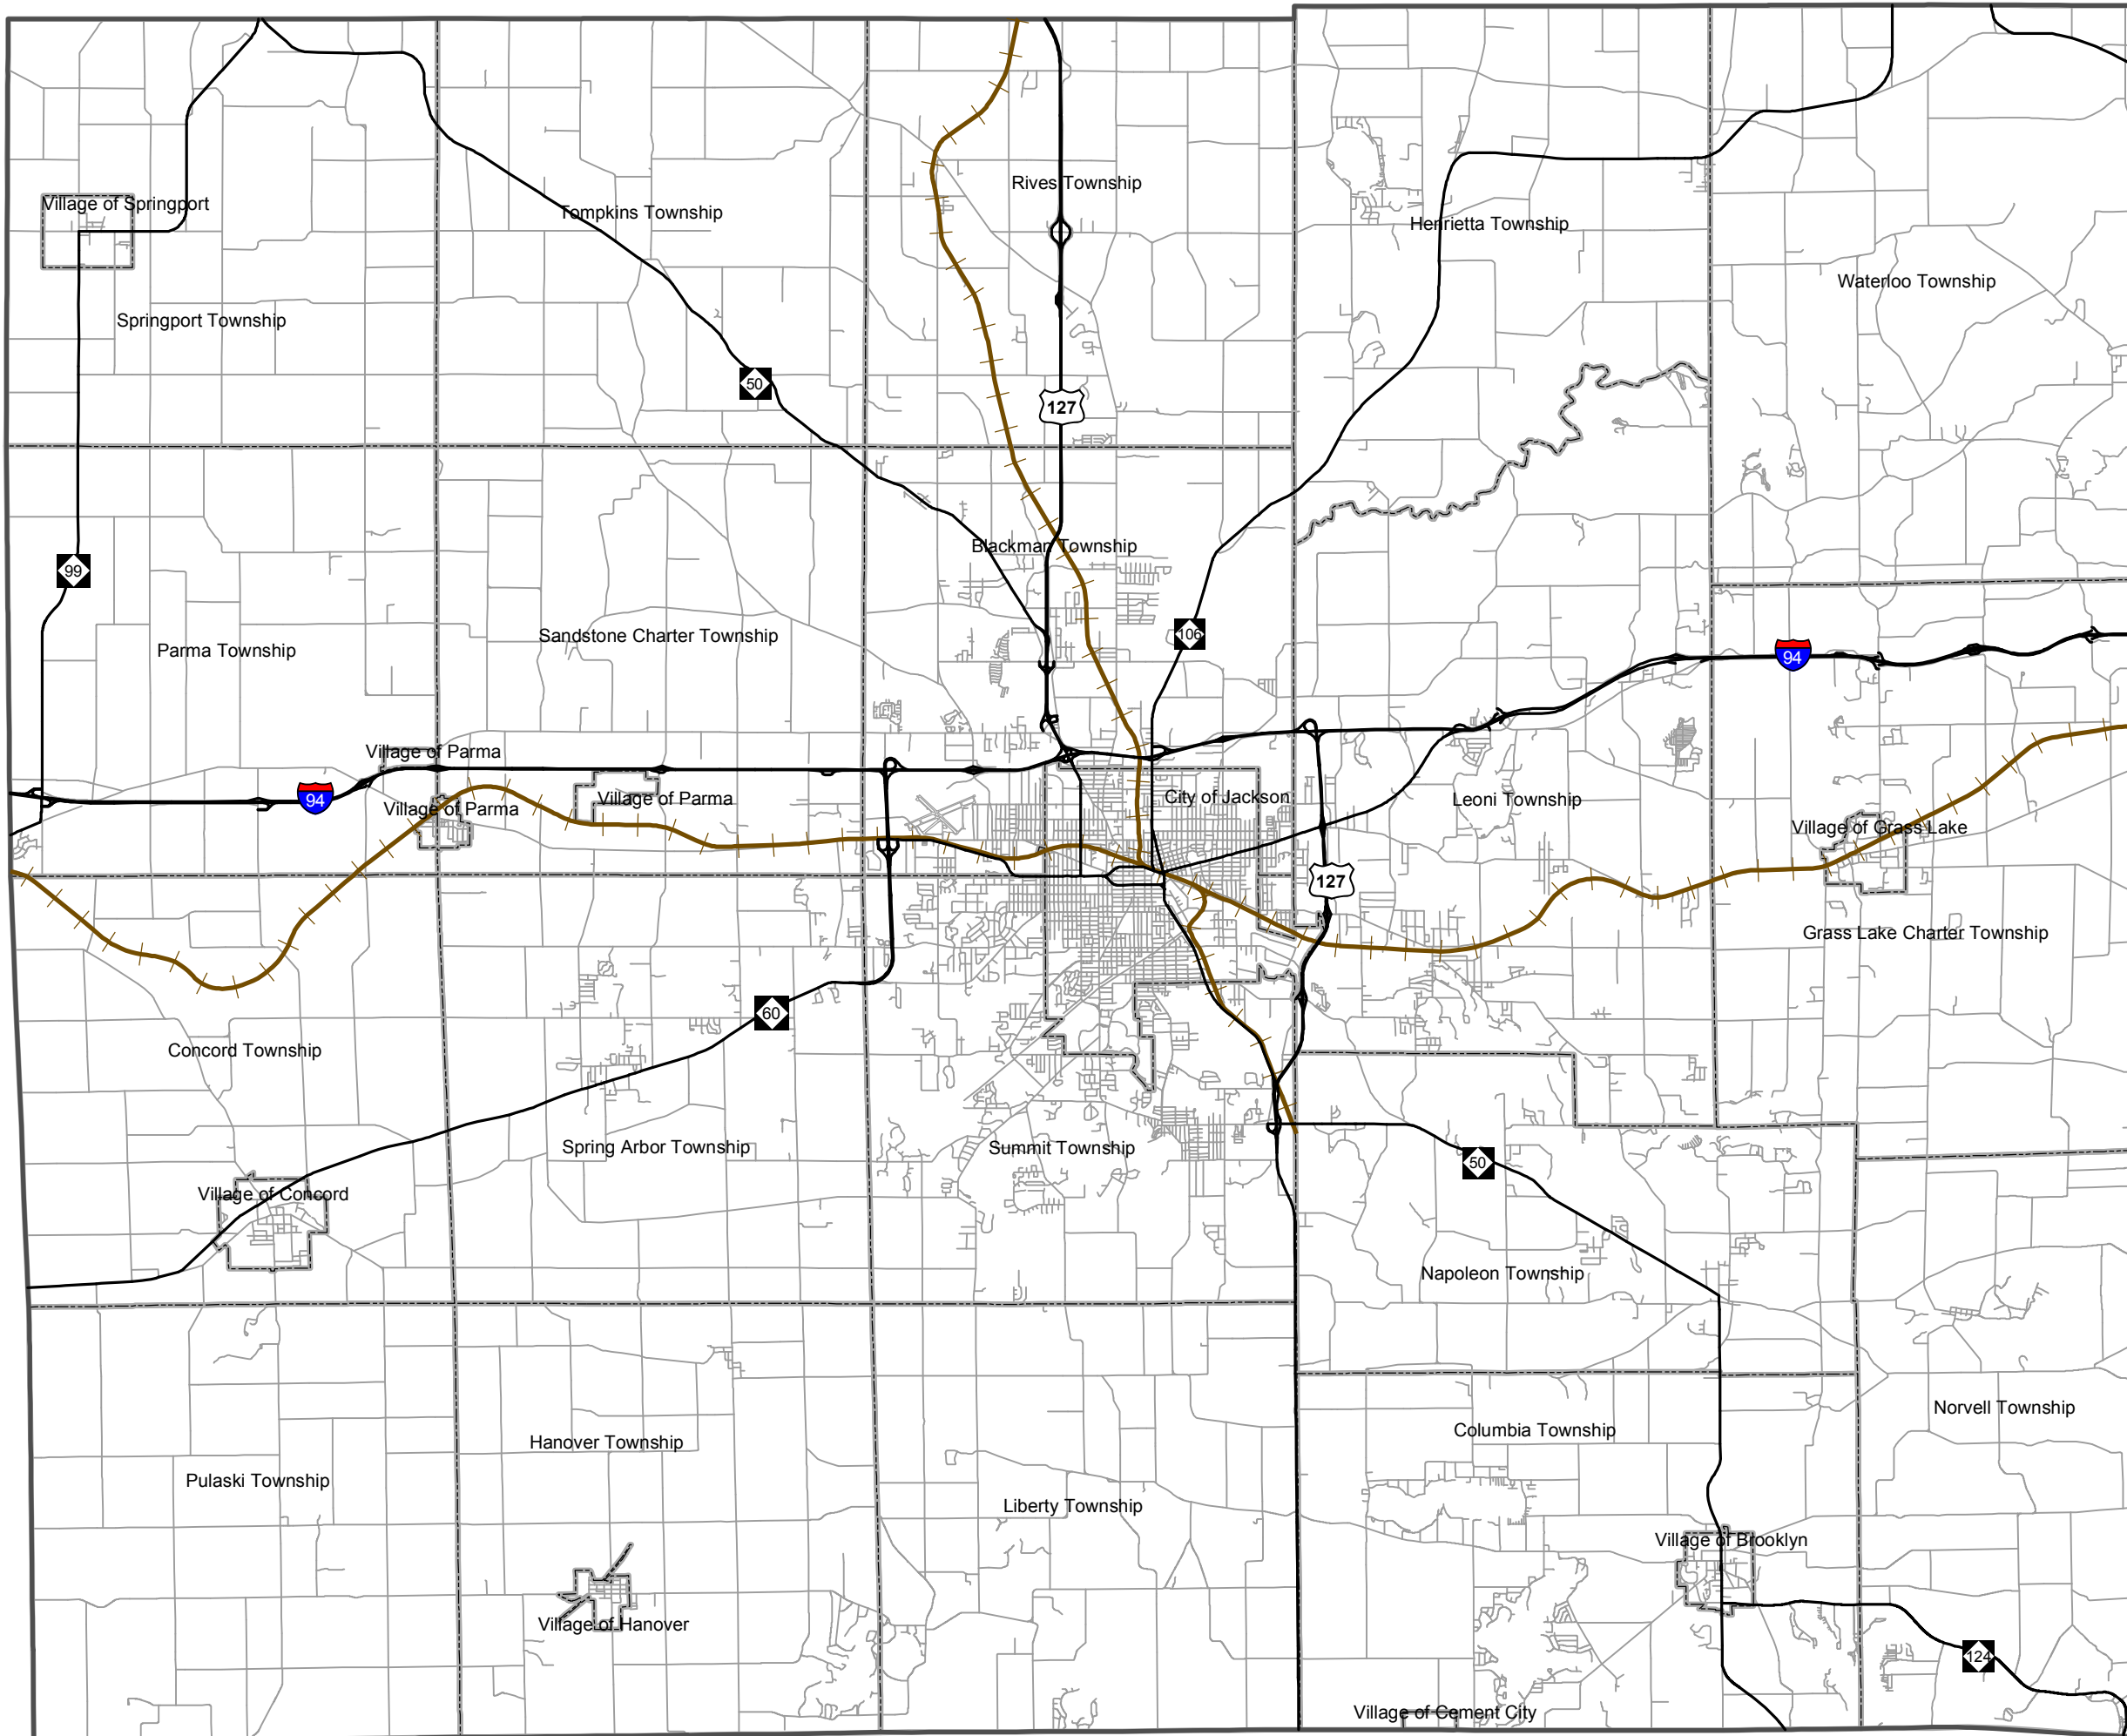 Rives Township
Village of Springport
Tompkins Township
Henrietta Township
Waterloo Township
Springport Township
50
127
Blackman Township
99
106
Sandstone Charter Township
Parma Township
94
Village of Parma
94
Village of Parma
Village of Parma
City of Jackson
Leoni Township
Village of Grass Lake
127
Grass Lake Charter Township
60
Concord Township
Spring Arbor Township
Summit Township
50
Village of Concord
Napoleon Township
Norvell Township
Columbia Township
Hanover Township
Pulaski Township
Liberty Township
Village of Brooklyn
Village of Hanover
124
Village of Cement City